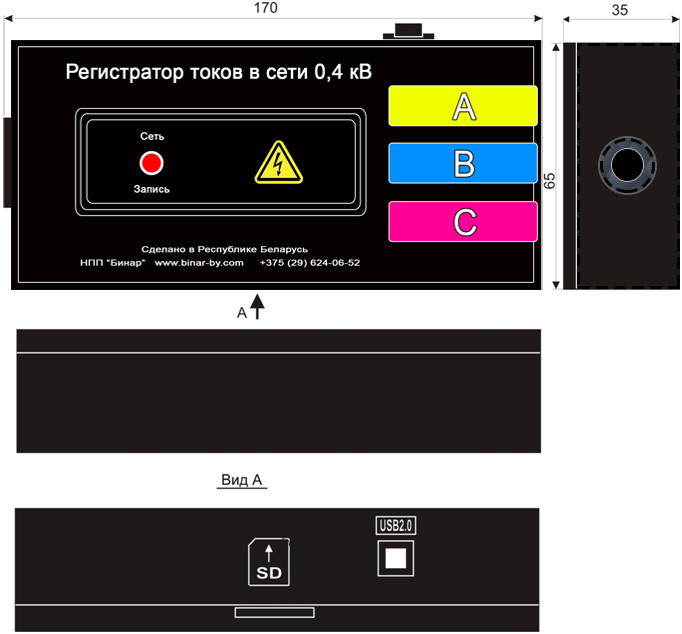 170
35
Регистратор токов в сети 0,4 кВ
A
Сеть
B
65
Запись
C
Сделано в Республике Беларусь
НПП "Бинар" www.binar-by.com +375 (29) 624-06-52
А
Вид А
USB2.0
SD